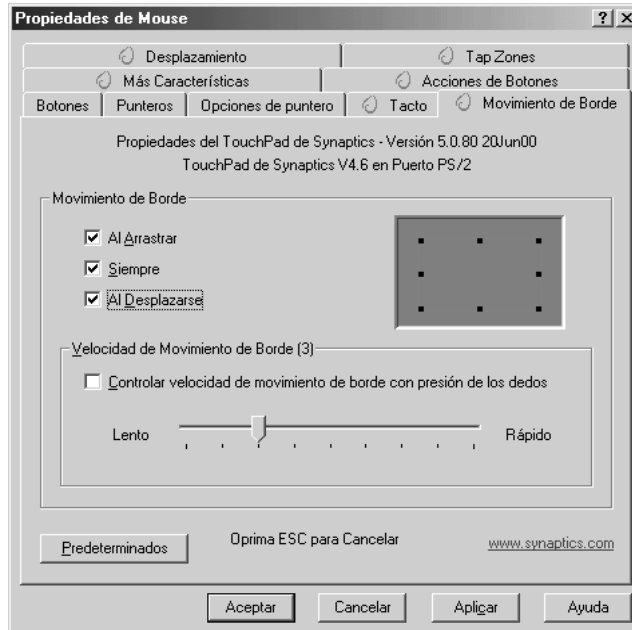 Propiedades de Mouse
Desplazamiento
Tap Zones
Más Características
Acciones de Botones
Botones
Punteros
Opciones de puntero
Tacto
Movimiento de Borde
Propiedades del TouchPad de Synaptics - Versión 5.0.80 20Jun00
TouchPad de Synaptics V4.6 en Puerto PS/2
Movimiento de Borde
Al Arrastrar
Siempre
Al Desplazarse
Velocidad de Movimiento de Borde (3)
Controlar velocidad de movimiento de borde con presión de los dedos
Lento
Rápido
Predeterminados
Oprima ESC para Cancelar
www.synaptics.com
Aceptar
Cancelar
Aplicar
Ayuda